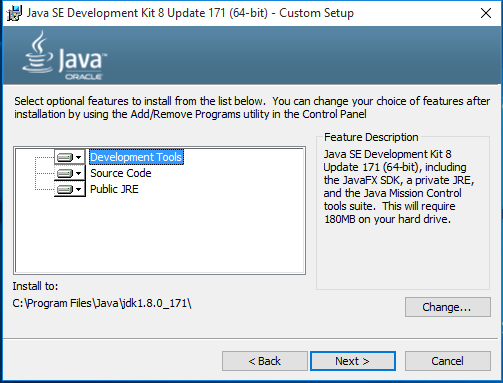 Java SE Development Kit 8 Update 171 (64-bit) - Custom Setup
Java
ORACLE
Select optional features to install from the list below.  You can change your choice of features after
installation by using the Add/Remove Programs utility in the Control Panel
Development Tools
Source Code
Public JRE
Feature Description
Java SE Development Kit 8
Update 171 (64-bit), including
the JavaFX SDK, a private JRE,
and the Java Mission Control
tools suite.  This will require
180MB on your hard drive.
Install to:
C:\Program Files\Java\jdk1.8.0_171\
Change...
< Back
Next >
Cancel